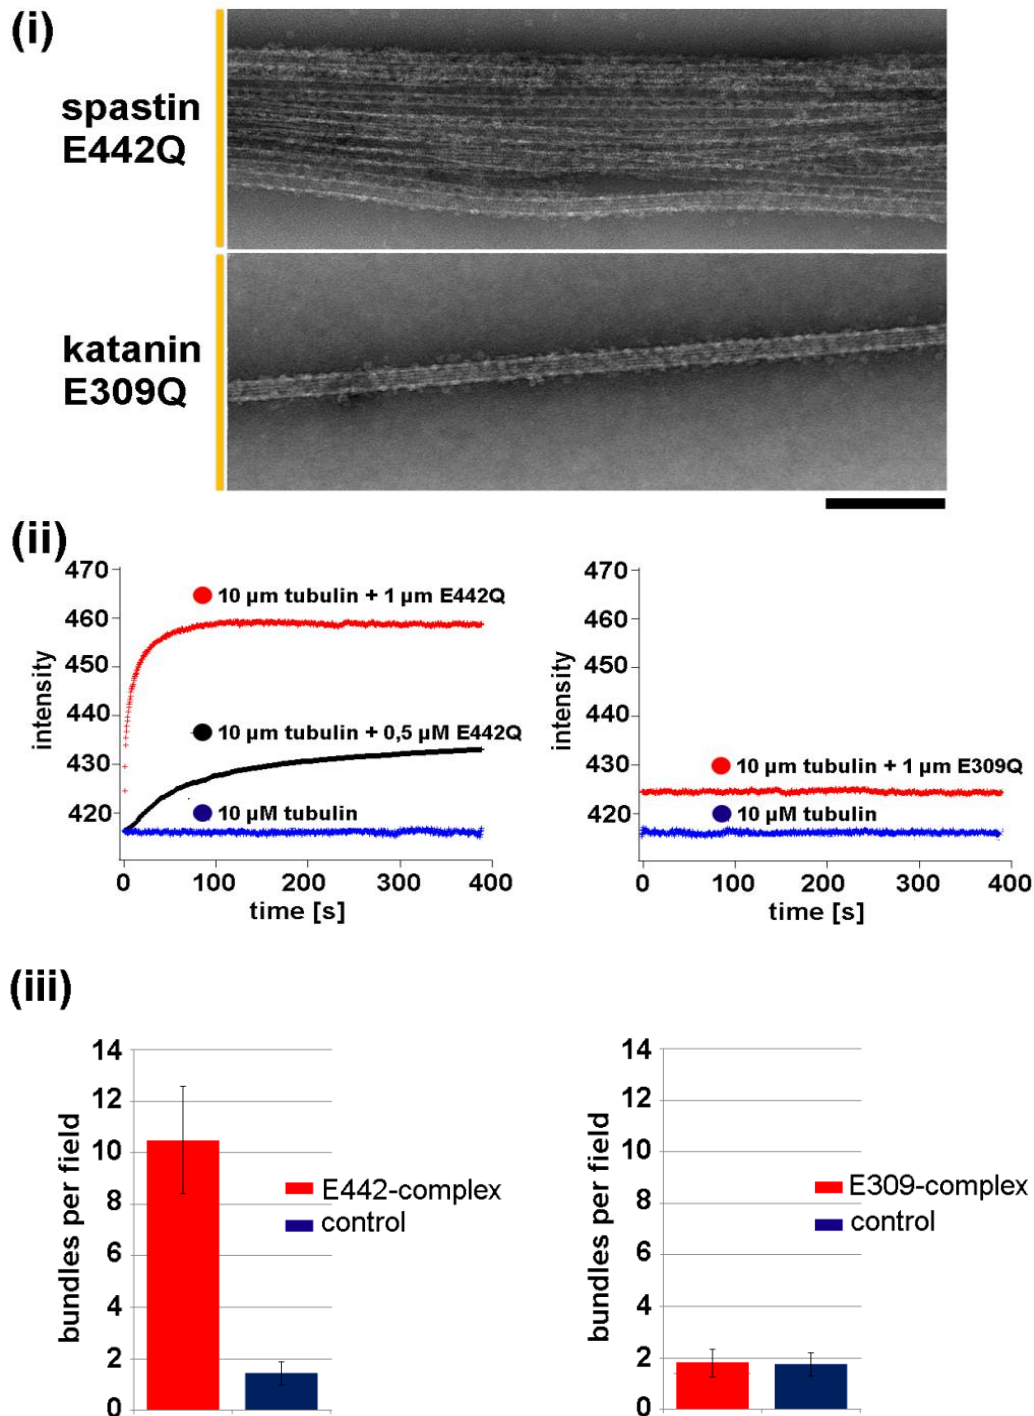 (i)
spastin
E442Q
katanin
E309Q
(ii)
470
460
450
440
430
420
intensity
10 µm tubulin + 1 µm E442Q
10 µm tubulin + 0,5 µM E442Q
10 µM tubulin
0 100 200 300 400
time [s]
470
460
450
440
430
420
intensity
10 µm tubulin + 1 µm E309Q
10 µM tubulin
0 100 200 300 400
time [s]
(iii)
14
12
10
8
6
4
2
0
bundles per field
E442-complex
control
14
12
10
8
6
4
2
0
bundles per field
E309-complex
control